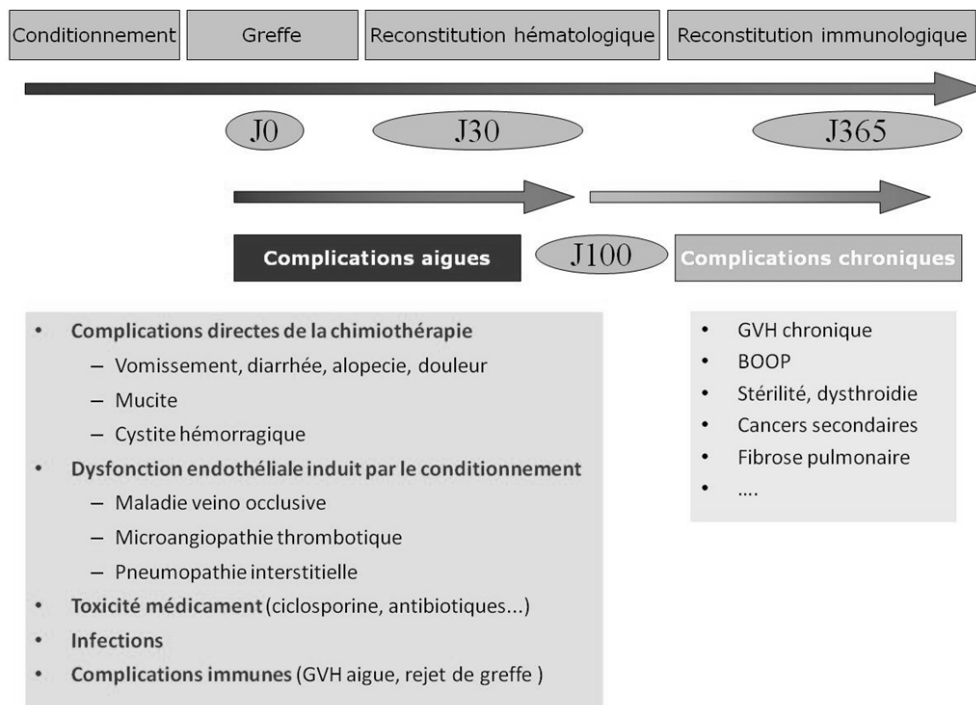 Conditionnement
Greffe
Reconstitution hématologique
Reconstitution immunologique
J0
J30
J365
Complications aigues
J100
Complications chroniques
• Complications directes de la chimiothérapie
– Vomissement, diarrhée, alopecie, douleur
– Mucite
– Cystite hémorragique
• Dysfonction endothéliale induit par le conditionnement
– Maladie veino occlusive
– Microangiopathie thrombotique
– Pneumopathie interstitielle
• Toxicité médicament (ciclosporine, antibiotiques...)
• Infections
• Complications immunes (GVH aigue, rejet de greffe )
• GVH chronique
• BOOP
• Stérilité, dysthroidie
• Cancers secondaires
• Fibrose pulmonaire
• ....